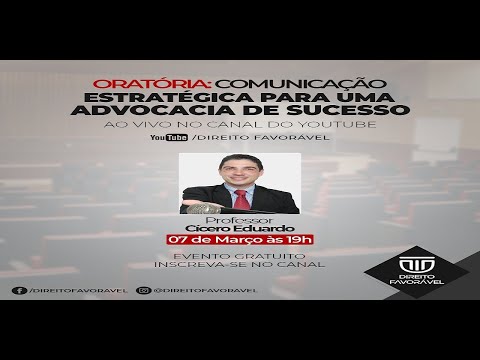 ORATÓRIA: COMUNICAÇÃO
ESTRATÉGICA PARA UMA
ADVOCACIA DE SUCESSO
AO VIVO NO CANAL DO YOUTUBE
YouTube /DIREITO FAVORÁVEL
Professor
Cícero Eduardo
07 de Março às 19h
EVENTO GRATUITO
INSCREVA-SE NO CANAL
DIREITO
FAVORÁVEL
/DIREITOFAVORAVEL
@DIREITOFAVORAVEL